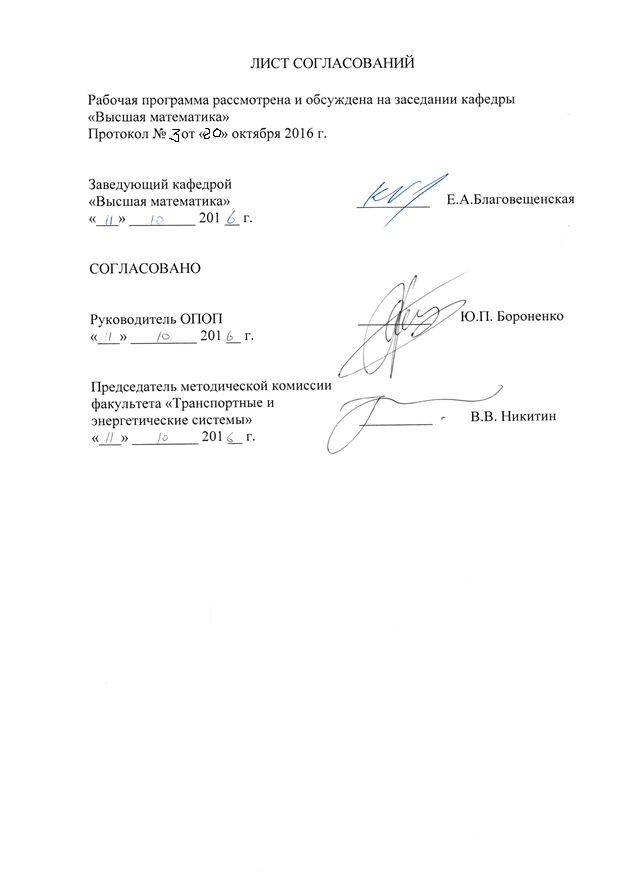 ЛИСТ СОГЛАСОВАНИЙ
Рабочая программа рассмотрена и обсуждена на заседании кафедры
«Высшая математика»
Протокол № 3 от «20» октября 2016 г.
Заведующий кафедрой
«Высшая математика» Е.А.Благовещенская
«11» 10 2016 г.
СОГЛАСОВАНО
Руководитель ОПОП Ю.П. Бороненко
«11» 10 2016 г.
Председатель методической комиссии
факультета «Транспортные и
энергетические системы» В.В. Никитин
«11» 10 2016 г.